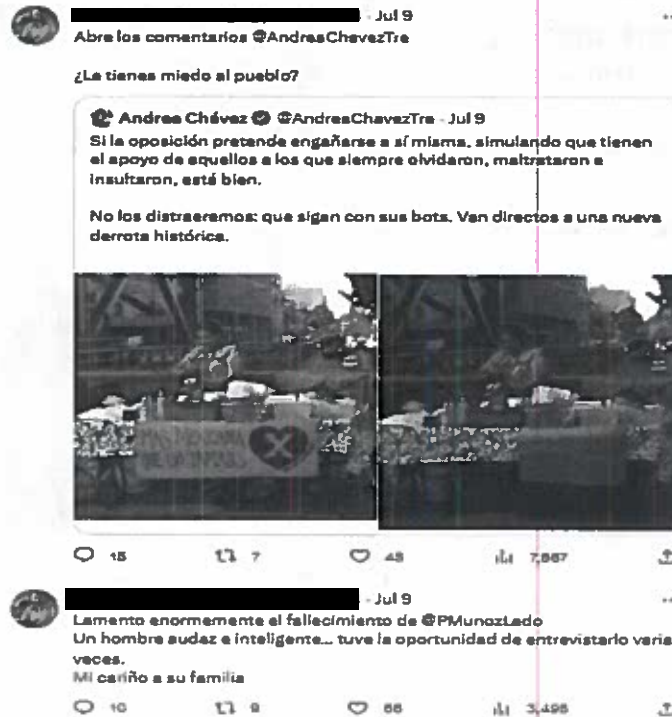 Jul 9
Abre los comentarios @AndreaChavezTre
¿Le tienes miedo al pueblo?
Andrea Chávez @AndreaChavezTre · Jul 9
Si la oposición pretende engañarse a sí misma, simulando que tienen
el apoyo de aquellos a los que siempre olvidaron, maltrataron e
insultaron, está bien.
No los distraeremos: que sigan con sus bots. Van directos a una nueva
derrota histórica.
15 7 43 7,667
· Jul 9
Lamento enormemente el fallecimiento de @PMunozLedo
Un hombre audaz e inteligente... tuve la oportunidad de entrevistarlo varia
veces.
Mi cariño a su familia
10 9 66 3,495